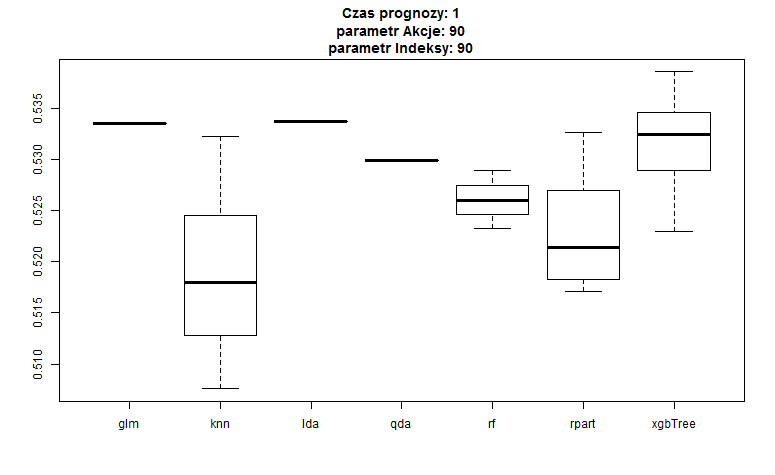 Czas prognozy: 1
parametr Akcje: 90
parametr Indeksy: 90
0.535
0.530
0.525
0.520
0.515
0.510
glm knn lda qda rf rpart xgbTree